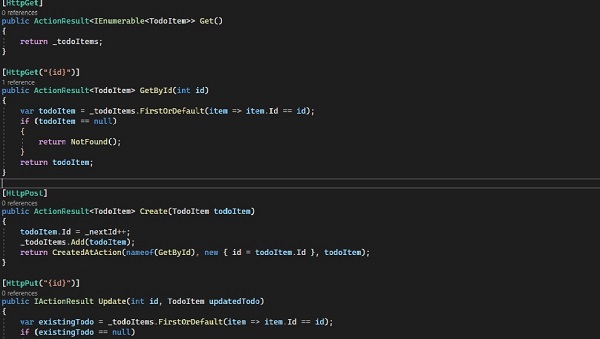 [HttpGet]
0 references
public ActionResult<IEnumerable<TodoItem>> Get()
{
return _todoItems;
}
[HttpGet("{id}")]
1 reference
public ActionResult<TodoItem> GetById(int id)
{
var todoItem = _todoItems.FirstOrDefault(item => item.Id == id);
if (todoItem == null)
{
return NotFound();
}
return todoItem;
}
[HttpPost]
0 references
public ActionResult<TodoItem> Create(TodoItem todoItem)
{
todoItem.Id = _nextId++;
_todoItems.Add(todoItem);
return CreatedAtAction(nameof(GetById), new { id = todoItem.Id }, todoItem);
}
[HttpPut("{id}")]
0 references
public IActionResult Update(int id, TodoItem updatedTodo)
{
var existingTodo = _todoItems.FirstOrDefault(item => item.Id == id);
if (existingTodo == null)